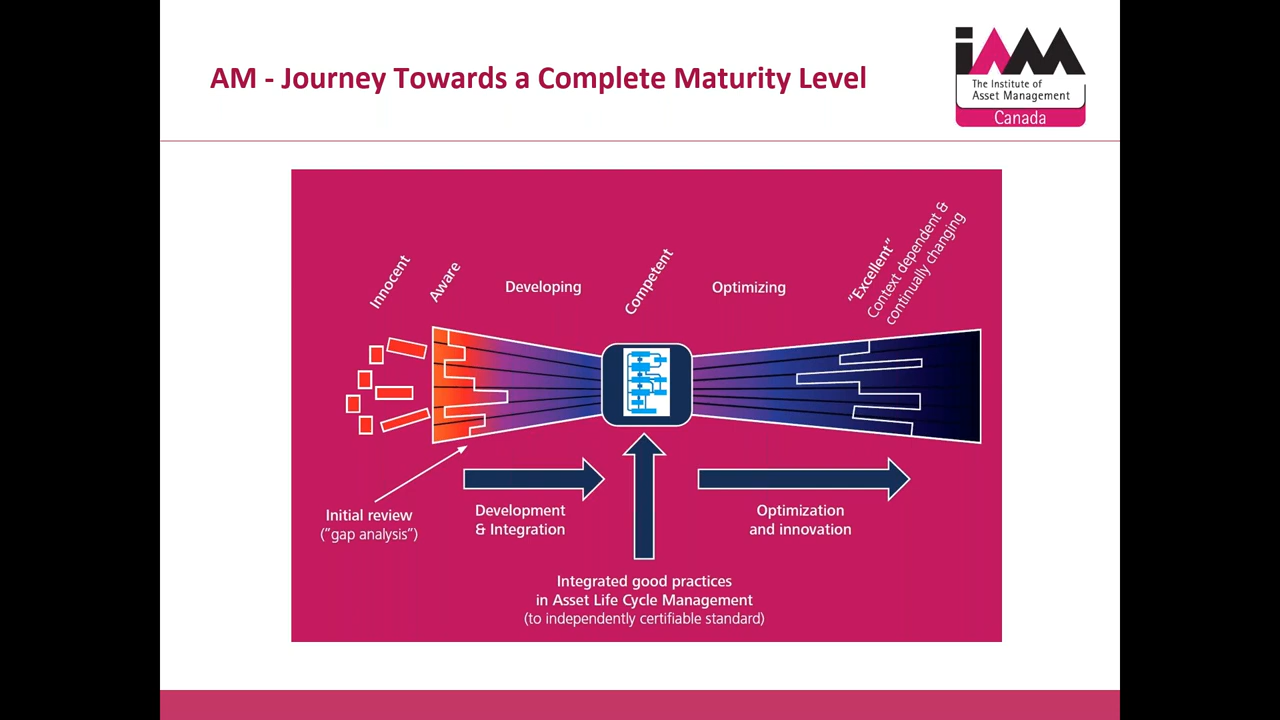 AM - Journey Towards a Complete Maturity Level
iAM
The Institute of
Asset Management
Canada
Innocent
Aware
Developing
Competent
Optimizing
“Excellent”
Context dependent &
continually changing
Initial review
(”gap analysis”)
Development
& Integration
Optimization
and innovation
Integrated good practices
in Asset Life Cycle Management
(to independently certifiable standard)